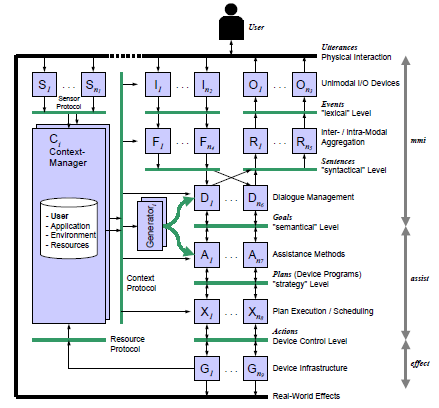 User
Utterances
Physical Interaction
S1 ... Sn1
I1 ... In2
O1 ... On3
Unimodal I/O Devices
Sensor
Protocol
Events
"lexical" Level
Ci
Context-
Manager
F1 ... Fn4
R1 ... Rn5
Inter- / Intra-Modal
Aggregation
mmi
Sentences
"syntactical" Level
- User
- Application
- Environment
- Resources
Generatori
D1 ... Dn6
Dialogue Management
Goals
"semantical" Level
A1 ... An7
Assistance Methods
Context
Protocol
Plans (Device Programs)
"strategy" Level
assist
X1 ... Xn8
Plan Execution / Scheduling
Resource
Protocol
Actions
Device Control Level
G1 ... Gn9
Device Infrastructure
effect
Real-World Effects